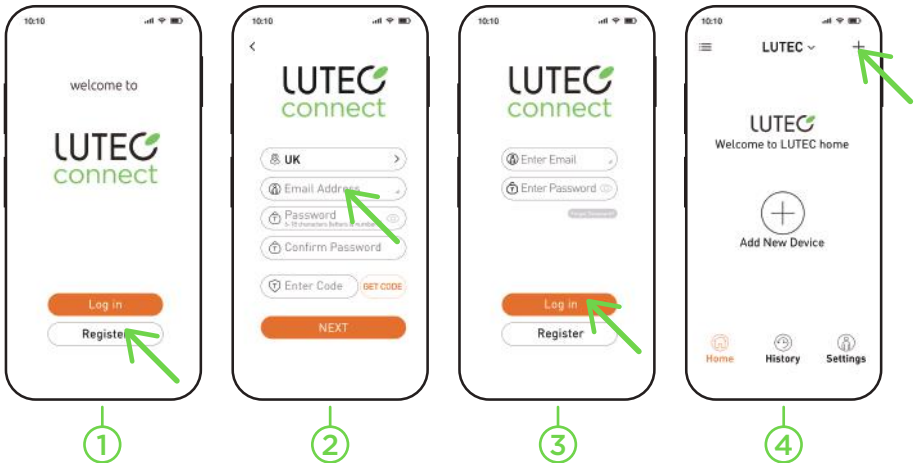 10:10
welcome to
LUTEC
connect
Log in
Register
1
10:10
LUTEC
connect
UK
Email Address
Password
Confirm Password
Enter Code
GET CODE
NEXT
2
10:10
LUTEC
connect
Enter Email
Enter Password
Log in
Register
3
10:10
LUTEC
LUTEC
Welcome to LUTEC home
Add New Device
Home
History
Settings
4